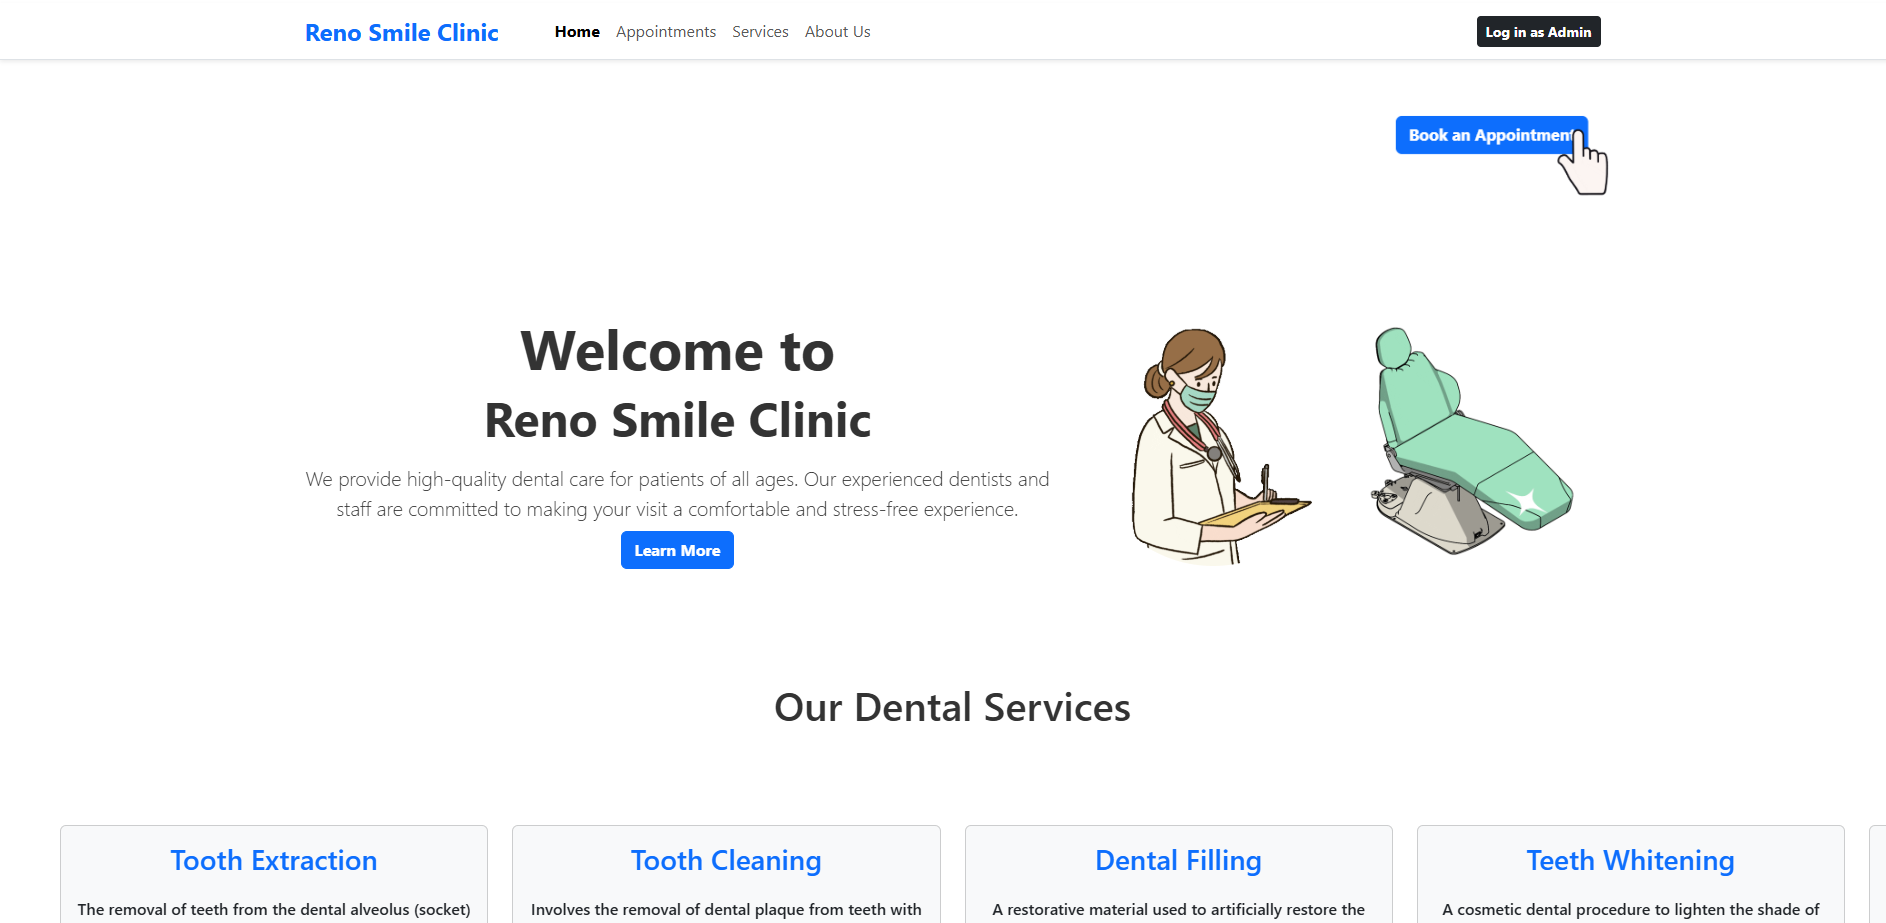 Reno Smile Clinic
Home
Appointments
Services
About Us
Log in as Admin
Book an Appointment
Welcome to
Reno Smile Clinic
We provide high-quality dental care for patients of all ages. Our experienced dentists and
staff are committed to making your visit a comfortable and stress-free experience.
Learn More
Our Dental Services
Tooth Extraction
The removal of teeth from the dental alveolus (socket)
Tooth Cleaning
Involves the removal of dental plaque from teeth with
Dental Filling
A restorative material used to artificially restore the
Teeth Whitening
A cosmetic dental procedure to lighten the shade of